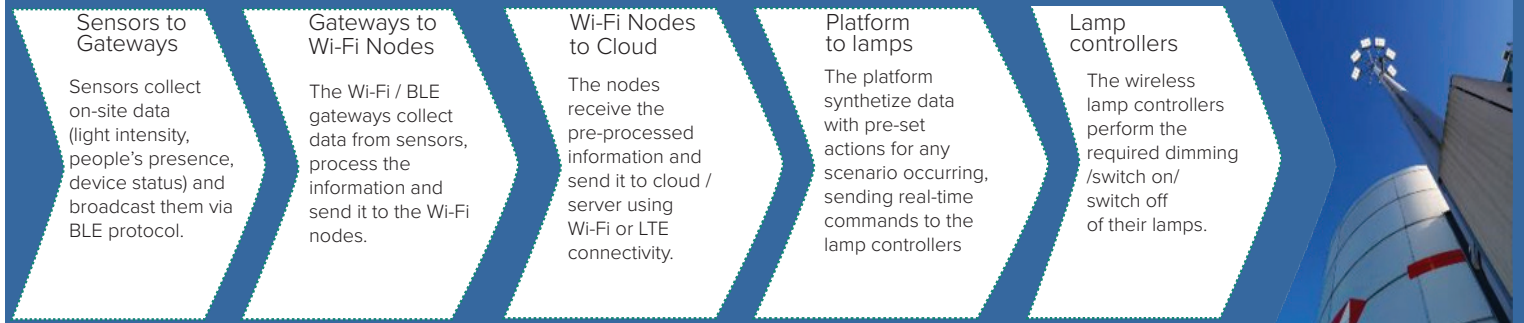 Sensors to
Gateways
Sensors collect
on-site data
(light intensity,
people's presence,
device status) and
broadcast them via
BLE protocol.
Gateways to
Wi-Fi Nodes
The Wi-Fi / BLE
gateways collect
data from sensors,
process the
information and
send it to the Wi-Fi
nodes.
Wi-Fi Nodes
to Cloud
The nodes
receive the
pre-processed
information and
send it to cloud /
server using
Wi-Fi or LTE
connectivity.
Platform
to lamps
The platform
synthetize data
with pre-set
actions for any
scenario occurring,
sending real-time
commands to the
lamp controllers
Lamp
controllers
The wireless
lamp controllers
perform the
required dimming
/switch on/
switch off
of their lamps.